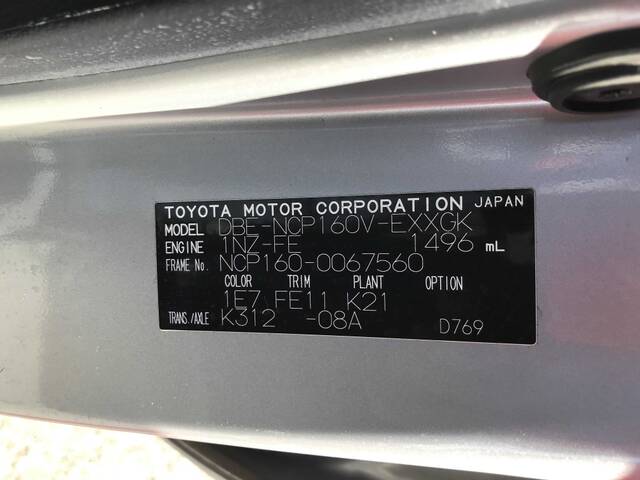 TOYOTA MOTOR CORPORATION JAPAN
MODEL DBE-NCP160V-EXXGK
ENGINE 1NZ-FE 1496 mL
FRAME No. NCP160-0067560
COLOR TRIM PLANT OPTION
1E7 FE11 K21
TRANS./AXLE K312 -08A D769